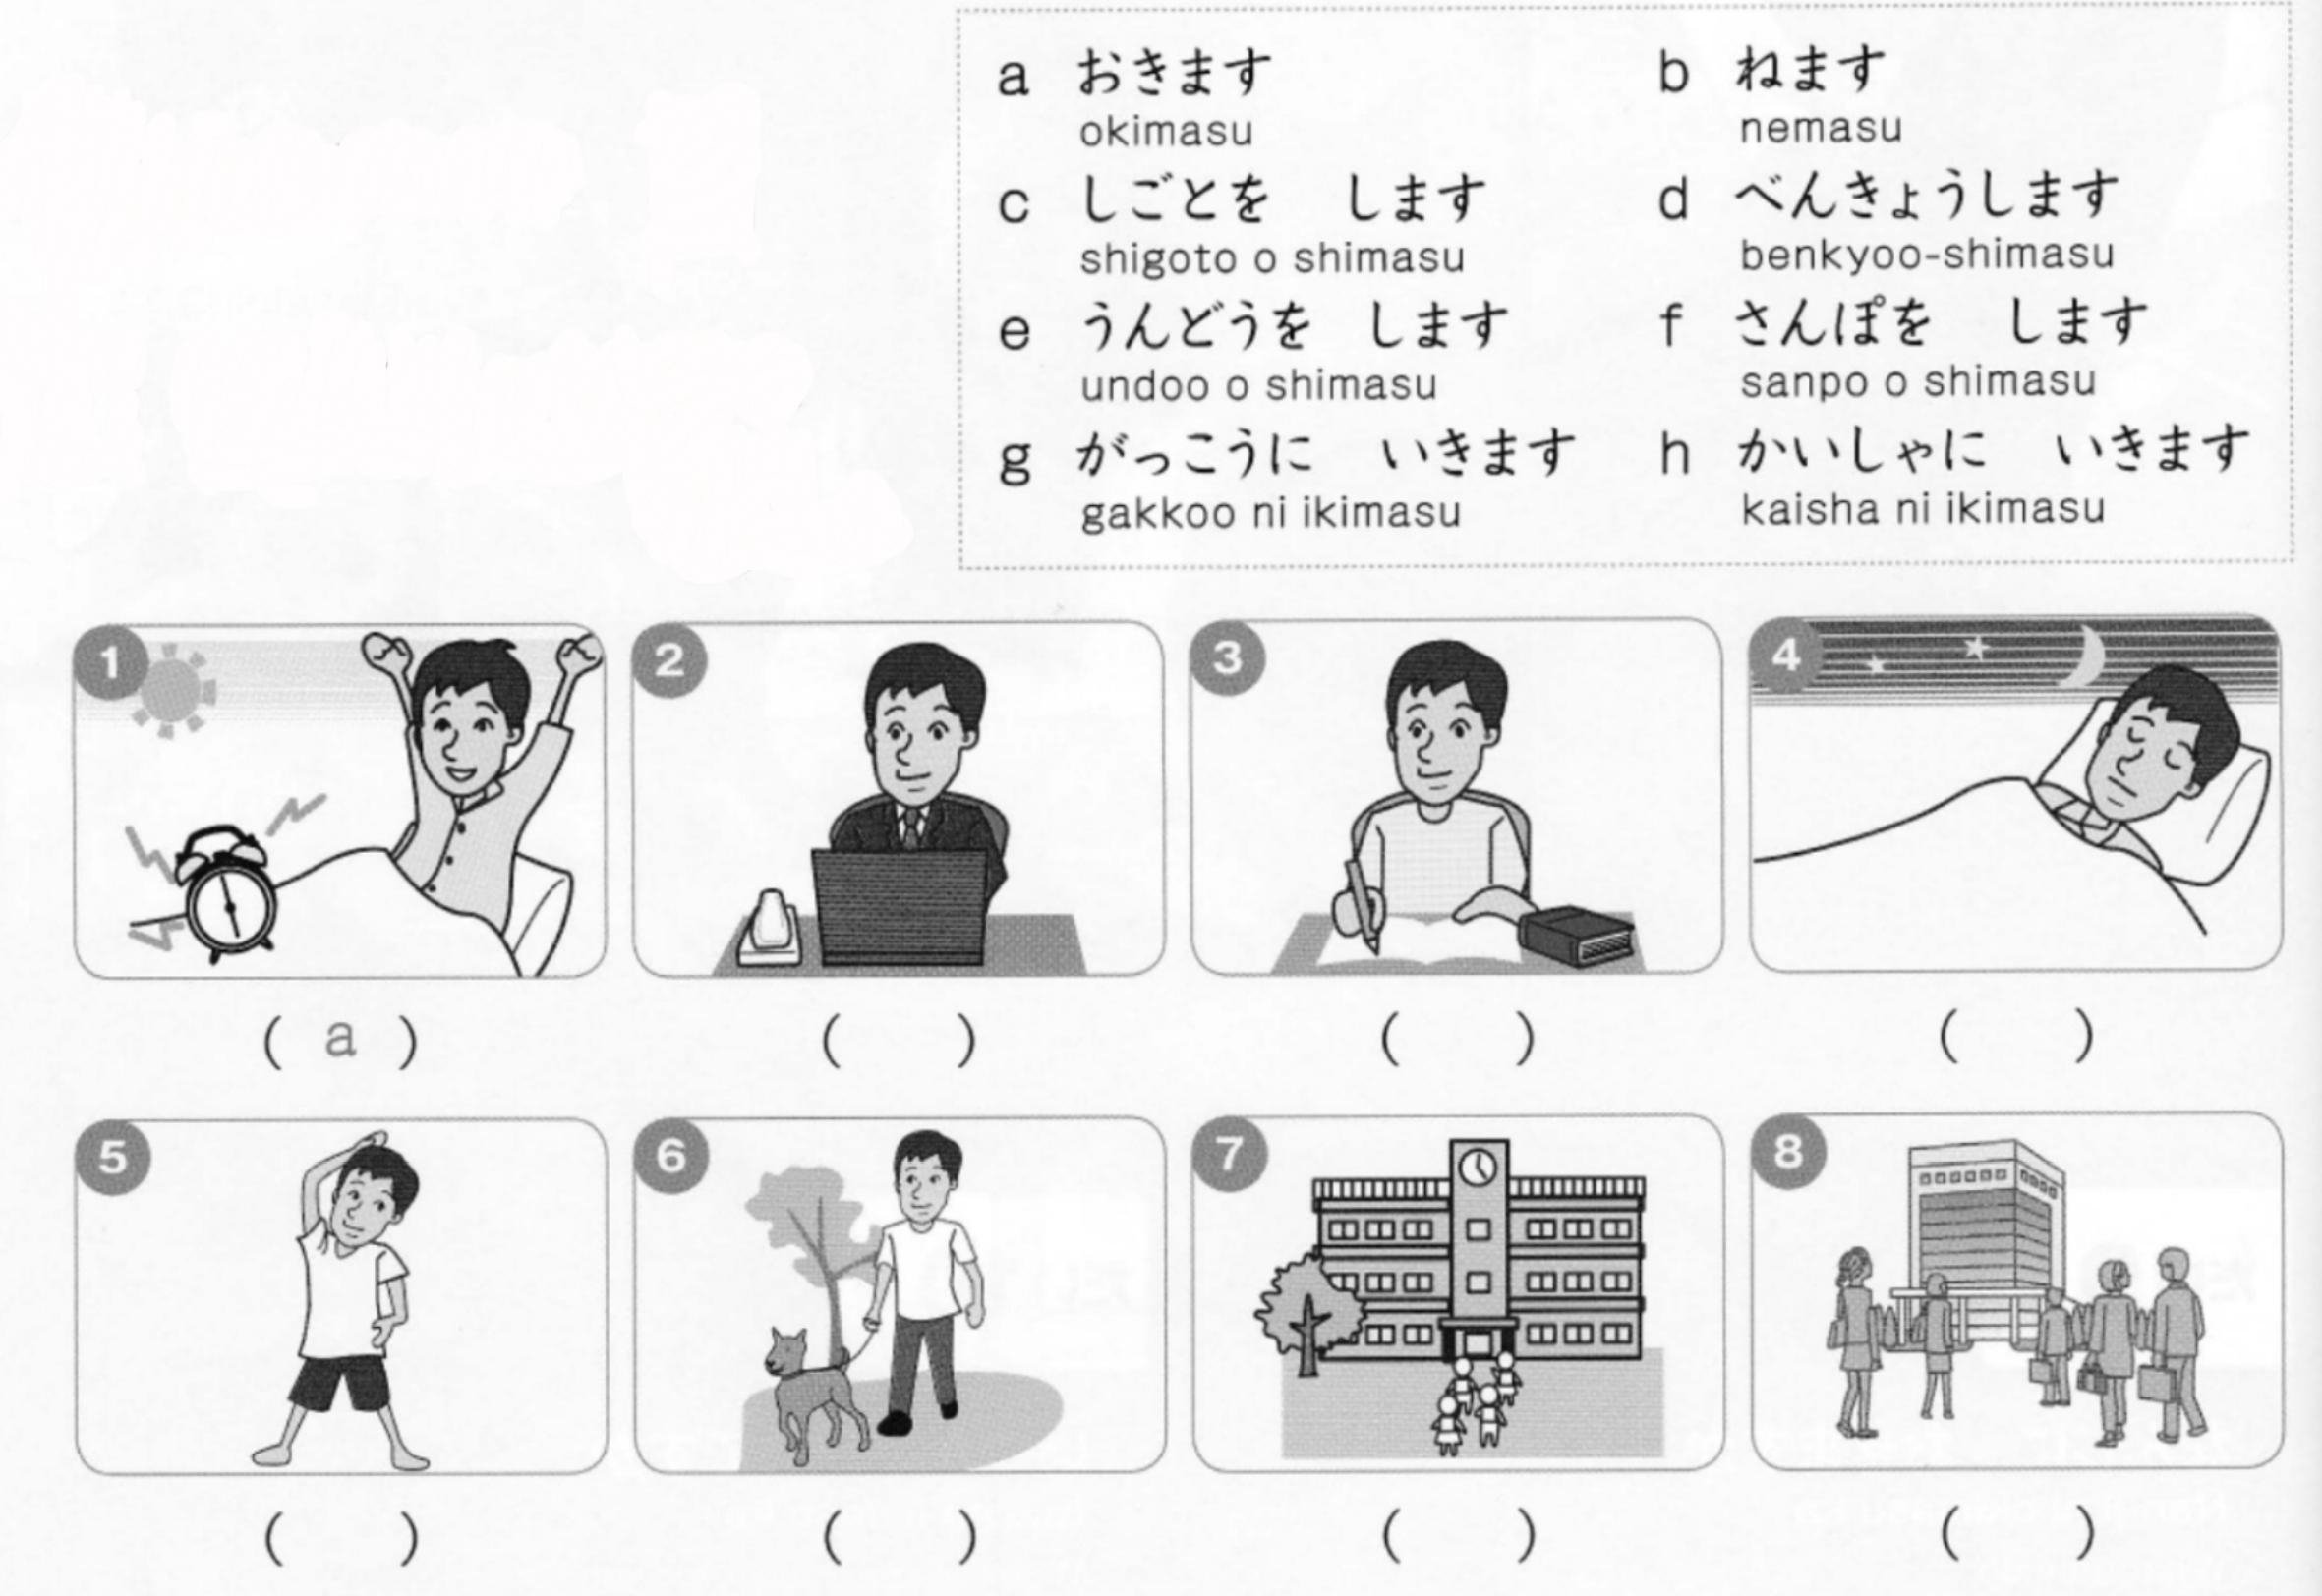 a おきます b ねます
okimasu nemasu
c しごとを します d べんきょうします
shigoto o shimasu benkyoo-shimasu
e うんどうを します f さんぽを します
undoo o shimasu sanpo o shimasu
g がっこうに いきます h かいしゃに いきます
gakkoo ni ikimasu kaisha ni ikimasu
1 2 3 4
( a ) ( ) ( ) ( )
5 6 7 8
( ) ( ) ( ) ( )